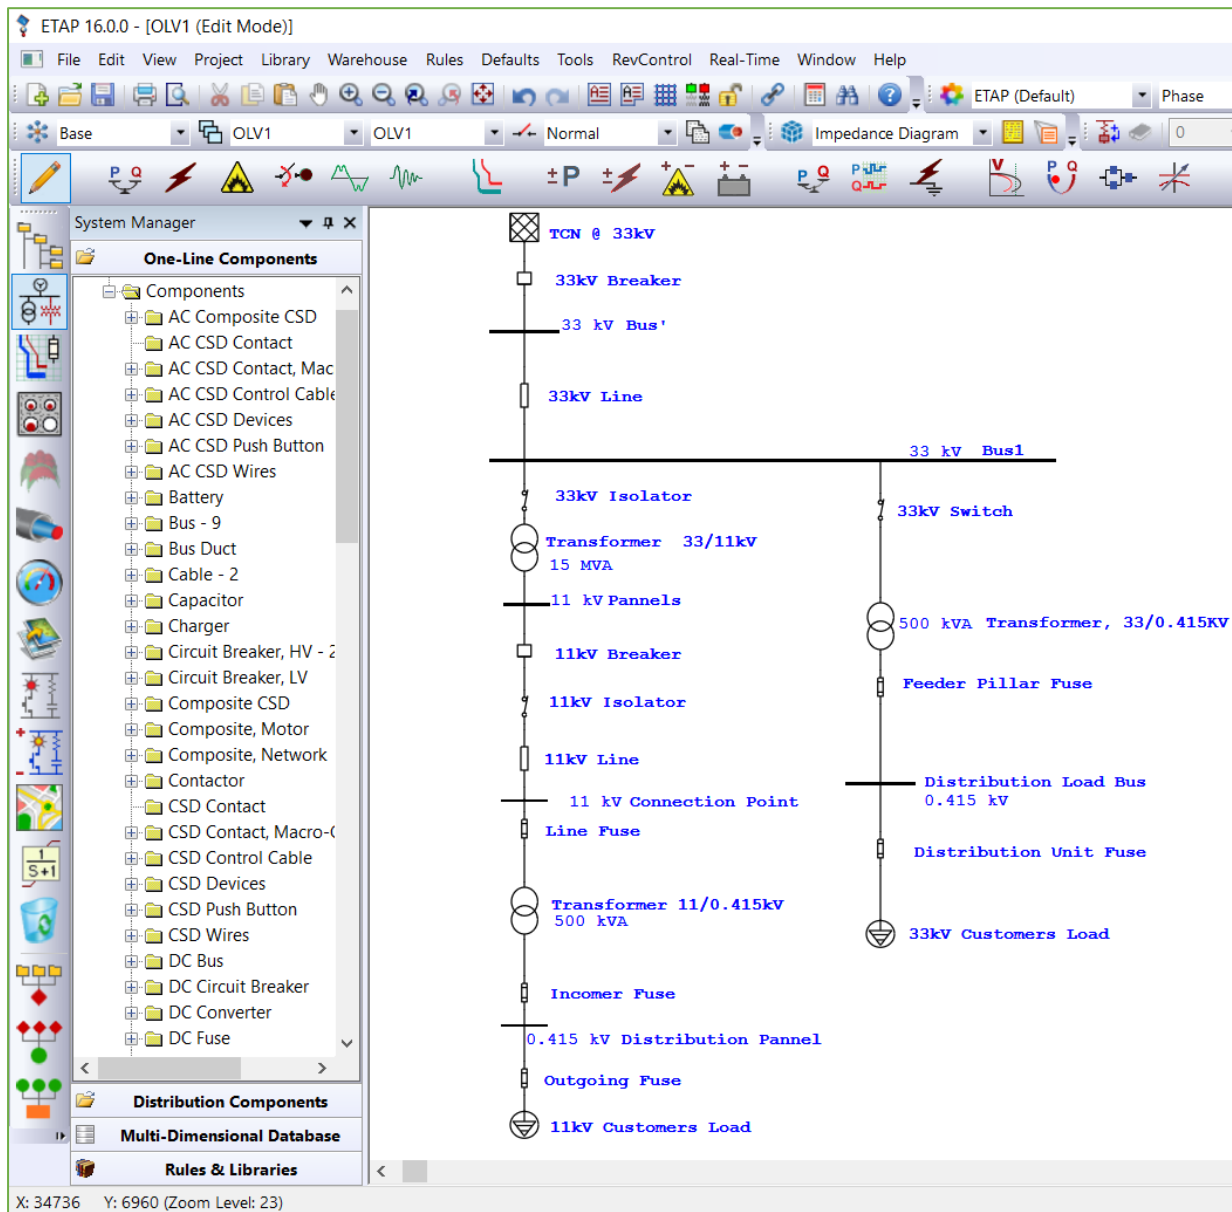 ETAP 16.0.0 - [OLV1 (Edit Mode)]
File Edit View Project Library Warehouse Rules Defaults Tools RevControl Real-Time Window Help
ETAP (Default) Phase
Base OLV1 OLV1 Normal Impedance Diagram 0
System Manager
One-Line Components
Components
AC Composite CSD
AC CSD Contact
AC CSD Contact, Mac
AC CSD Control Cable
AC CSD Devices
AC CSD Push Button
AC CSD Wires
Battery
Bus - 9
Bus Duct
Cable - 2
Capacitor
Charger
Circuit Breaker, HV - 2
Circuit Breaker, LV
Composite CSD
Composite, Motor
Composite, Network
Contactor
CSD Contact
CSD Contact, Macro-C
CSD Control Cable
CSD Devices
CSD Push Button
CSD Wires
DC Bus
DC Circuit Breaker
DC Converter
DC Fuse
Distribution Components
Multi-Dimensional Database
Rules & Libraries
TCN @ 33kV
33kV Breaker
33 kV Bus'
33kV Line
33 kV Bus1
33kV Isolator
Transformer 33/11kV
15 MVA
11 kV Pannels
11kV Breaker
11kV Isolator
11kV Line
11 kV Connection Point
Line Fuse
Transformer 11/0.415kV
500 kVA
Incomer Fuse
0.415 kV Distribution Pannel
Outgoing Fuse
11kV Customers Load
33kV Switch
500 kVA Transformer, 33/0.415KV
Feeder Pillar Fuse
Distribution Load Bus
0.415 kV
Distribution Unit Fuse
33kV Customers Load
X: 34736 Y: 6960 (Zoom Level: 23)